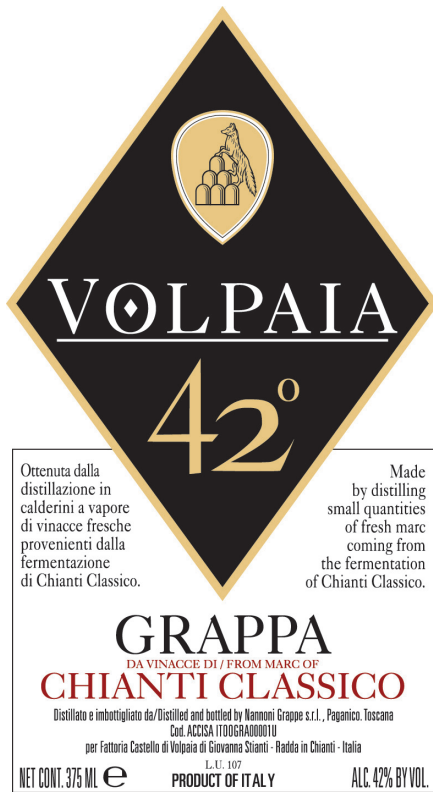 VOLPAIA
42°
Ottenuta dalla
distillazione in
calderini a vapore
di vinacce fresche
provenienti dalla
fermentazione
di Chianti Classico.
Made
by distilling
small quantities
of fresh marc
coming from
the fermentation
of Chianti Classico.
GRAPPA
DA VINACCE DI / FROM MARC OF
CHIANTI CLASSICO
Distillato e imbottigliato da/Distilled and bottled by Nannoni Grappe s.r.l., Paganico. Toscana
Cod. ACCISA IT00GRA00001U
per Fattoria Castello di Volpaia di Giovanna Stianti - Radda in Chianti - Italia
L.U. 107
NET CONT. 375 ML e PRODUCT OF ITALY ALC. 42% BY VOL.